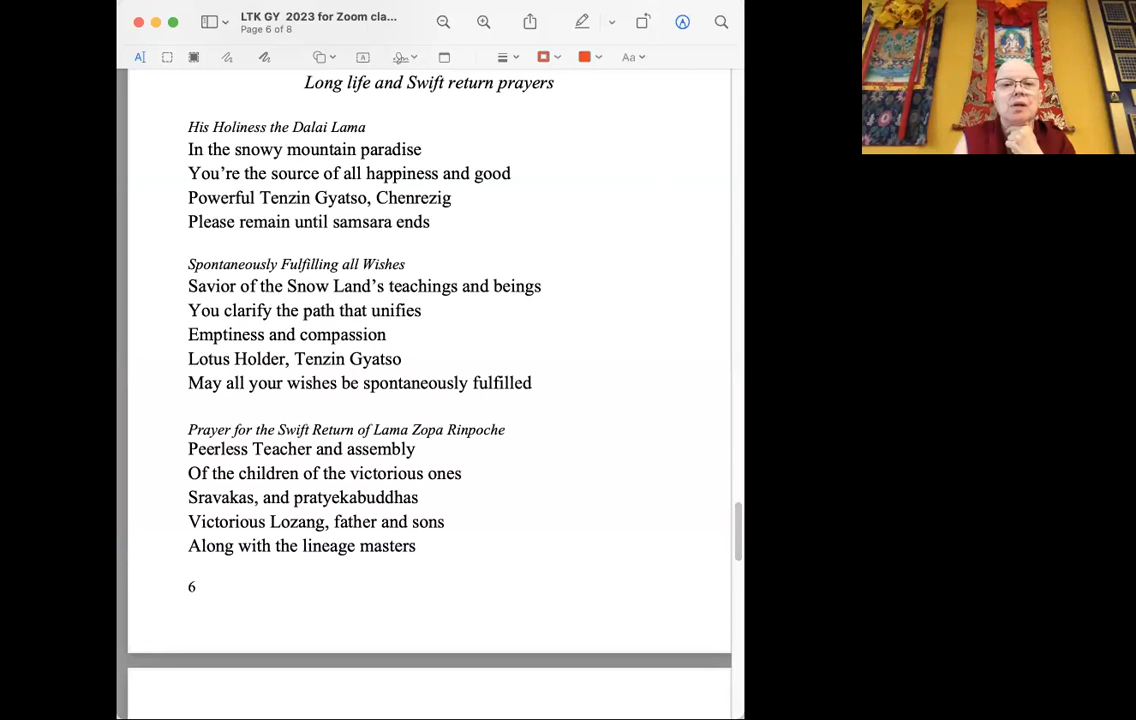 LTK GY 2023 for Zoom cla...
Page 6 of 8
Long life and Swift return prayers
His Holiness the Dalai Lama
In the snowy mountain paradise
You're the source of all happiness and good
Powerful Tenzin Gyatso, Chenrezig
Please remain until samsara ends
Spontaneously Fulfilling all Wishes
Savior of the Snow Land's teachings and beings
You clarify the path that unifies
Emptiness and compassion
Lotus Holder, Tenzin Gyatso
May all your wishes be spontaneously fulfilled
Prayer for the Swift Return of Lama Zopa Rinpoche
Peerless Teacher and assembly
Of the children of the victorious ones
Sravakas, and pratyekabuddhas
Victorious Lozang, father and sons
Along with the lineage masters
6